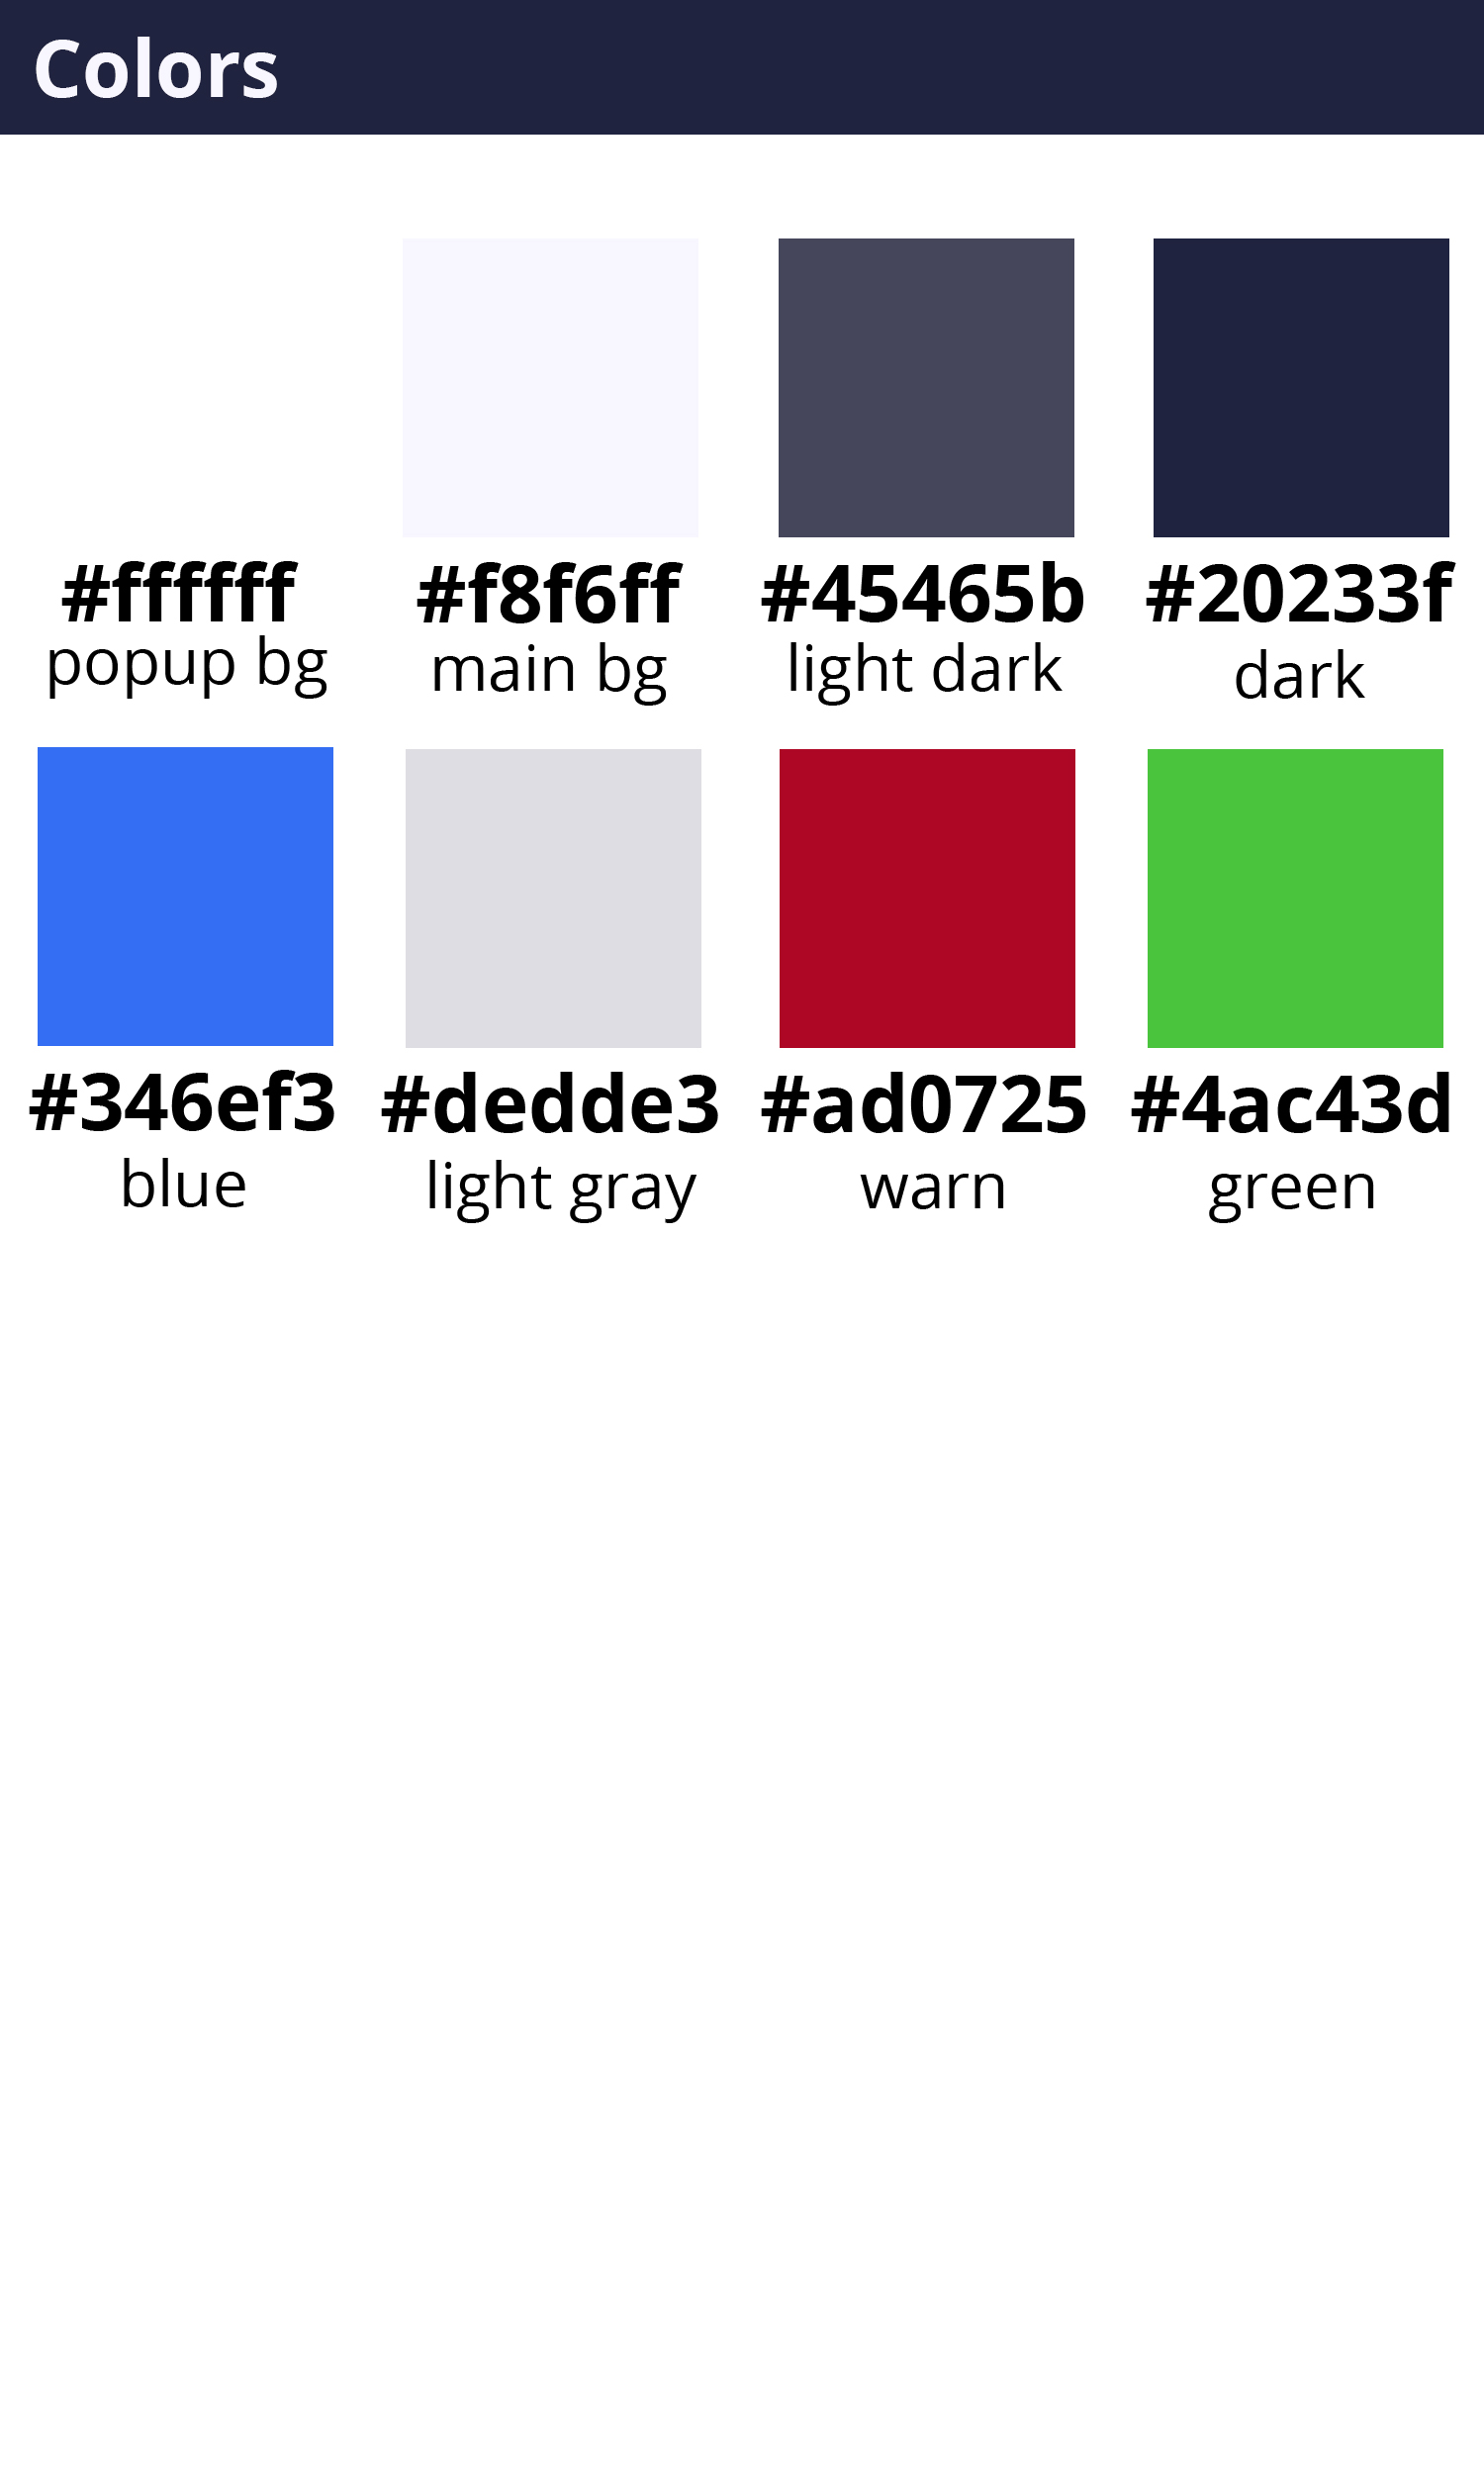 Colors
#ffffff #f8f6ff #45465b #20233f
popup bg main bg light dark dark
#346ef3 #dedde3 #ad0725 #4ac43d
blue light gray warn green